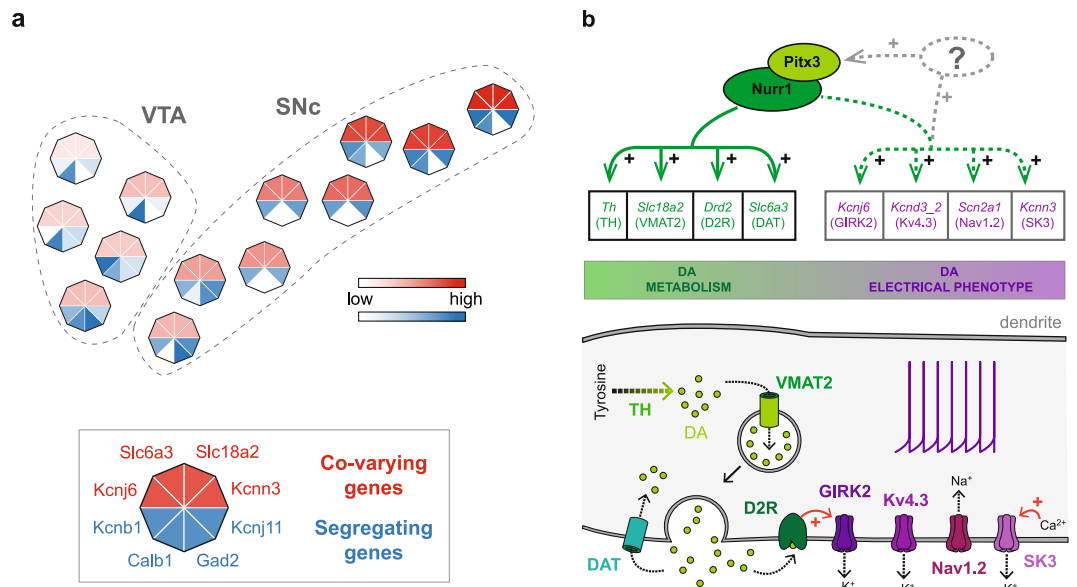 a
VTA
SNc
low
high
Slc6a3
Slc18a2
Kcnj6
Kcnn3
Kcnb1
Kcnj11
Calb1
Gad2
Co-varying
genes
Segregating
genes
b
Pitx3
+
?
Nurr1
+
+ + + +
+ + + +
Th
(TH)
Slc18a2
(VMAT2)
Drd2
(D2R)
Slc6a3
(DAT)
Kcnj6
(GIRK2)
Kcnd3_2
(Kv4.3)
Scn2a1
(Nav1.2)
Kcnn3
(SK3)
DA
METABOLISM
DA
ELECTRICAL PHENOTYPE
dendrite
Tyrosine
TH
DA
VMAT2
D2R
+
GIRK2
Kv4.3
Na⁺
+
Ca²⁺
DAT
Nav1.2
SK3
K⁺
K⁺
K⁺